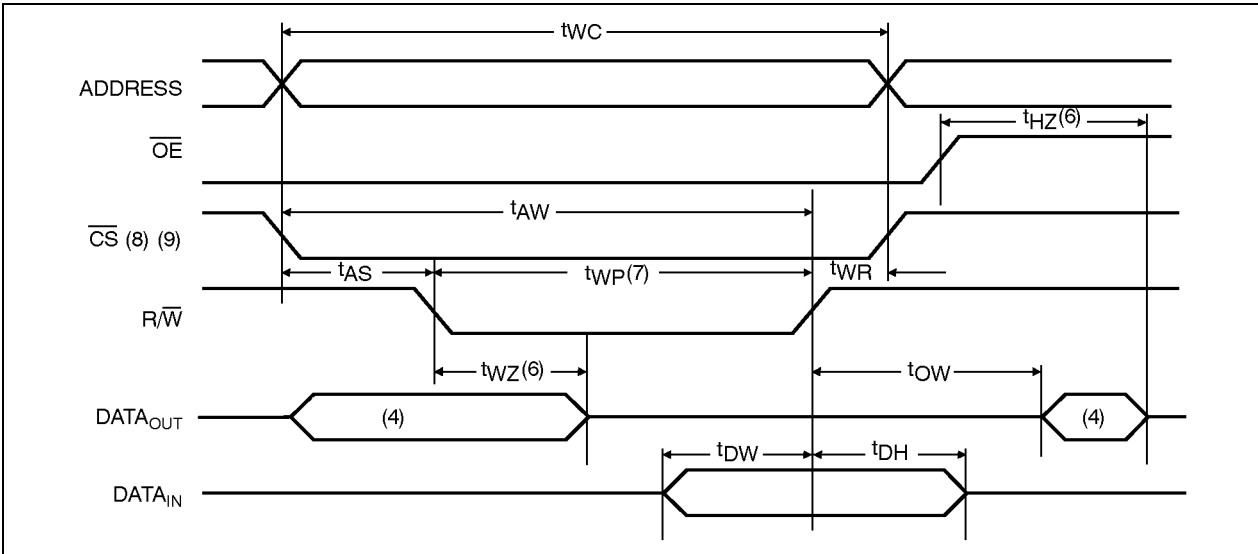 tWC
ADDRESS
tHZ(6)
OE
tAW
CS (8) (9)
tAS
tWP(7)
tWR
R/W
tWZ(6)
tOW
DATAOUT
(4)
(4)
tDW
tDH
DATAIN